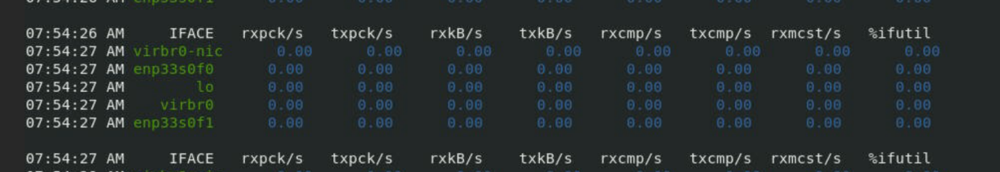 07:54:26 AM IFACE rxpck/s txpck/s rxkB/s txkB/s rxcmp/s txcmp/s rxmcst/s %ifutil
07:54:27 AM virbr0-nic 0.00 0.00 0.00 0.00 0.00 0.00 0.00 0.00
07:54:27 AM enp33s0f0 0.00 0.00 0.00 0.00 0.00 0.00 0.00 0.00
07:54:27 AM lo 0.00 0.00 0.00 0.00 0.00 0.00 0.00 0.00
07:54:27 AM virbr0 0.00 0.00 0.00 0.00 0.00 0.00 0.00 0.00
07:54:27 AM enp33s0f1 0.00 0.00 0.00 0.00 0.00 0.00 0.00 0.00
07:54:27 AM IFACE rxpck/s txpck/s rxkB/s txkB/s rxcmp/s txcmp/s rxmcst/s %ifutil